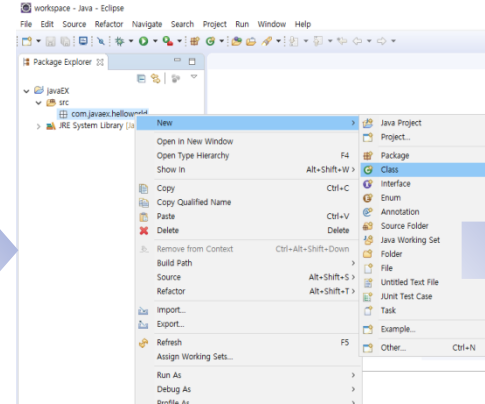 workspace - Java - Eclipse
File Edit Source Refactor Navigate Search Project Run Window Help
Package Explorer
javaEX
src
com.javaex.helloworld
JRE System Library
New
Open in New Window
Open Type Hierarchy F4
Show In Alt+Shift+W >
Copy Ctrl+C
Copy Qualified Name
Paste Ctrl+V
Delete Delete
Remove from Context Ctrl+Alt+Shift+Down
Build Path >
Source Alt+Shift+S >
Refactor Alt+Shift+T >
Import...
Export...
Refresh F5
Assign Working Sets...
Run As >
Debug As >
Profile As
Java Project
Project...
Package
Class
Interface
Enum
Annotation
Source Folder
Java Working Set
Folder
File
Untitled Text File
JUnit Test Case
Task
Example...
Other... Ctrl+N